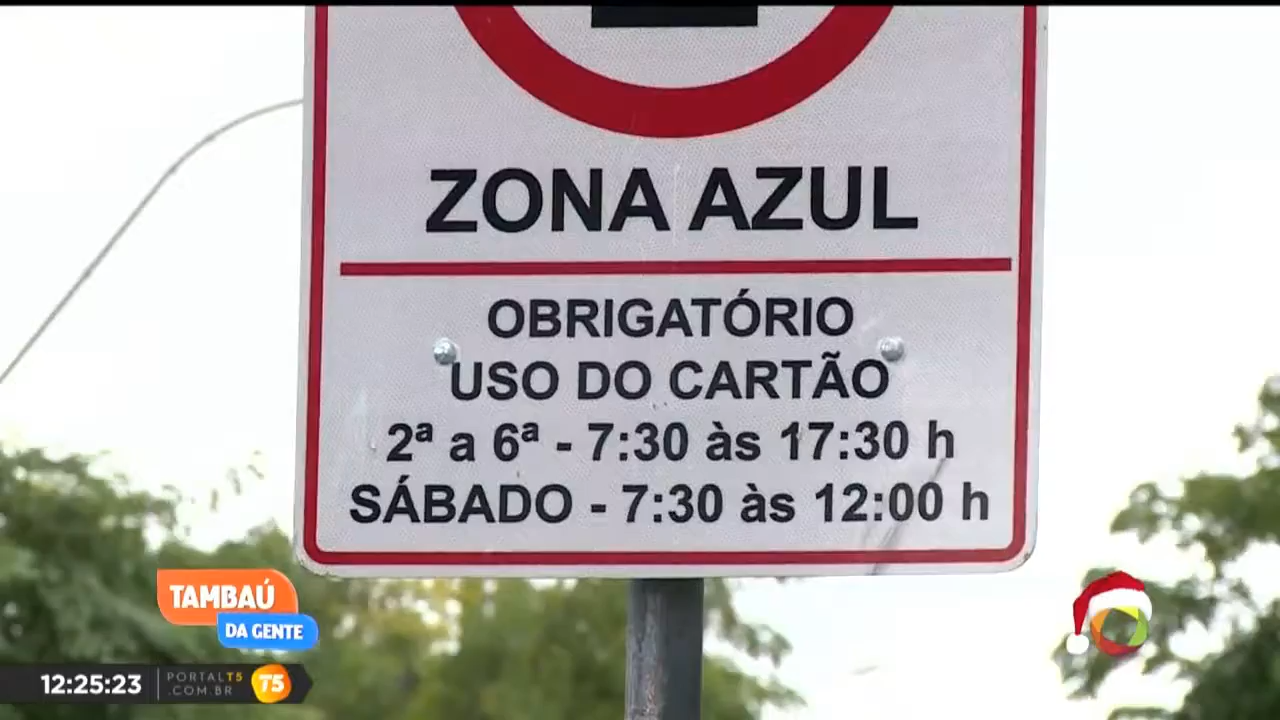 ZONA AZUL
OBRIGATÓRIO
USO DO CARTÃO
2ª a 6ª - 7:30 às 17:30 h
SÁBADO - 7:30 às 12:00 h
TAMBAÚ
DA GENTE
12:25:23
PORTAL T5
.COM.BR
T5